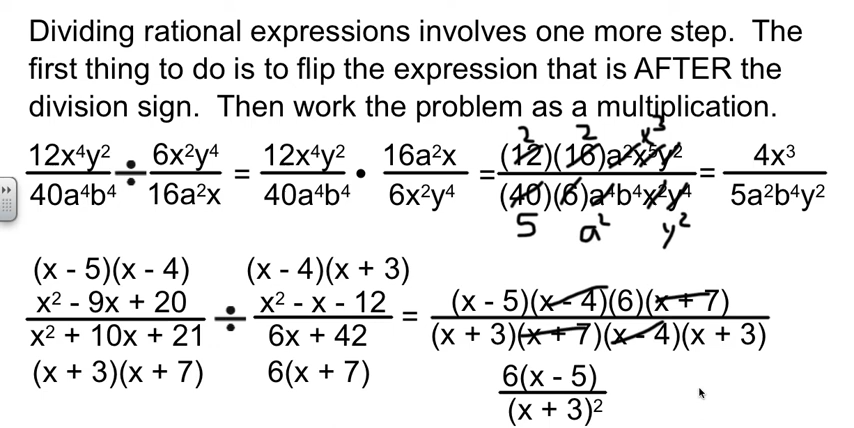 Dividing rational expressions involves one more step. The
first thing to do is to flip the expression that is AFTER the
division sign. Then work the problem as a multiplication.
2 2 x³
12x⁴y² ÷ 6x²y⁴ = 12x⁴y² • 16a²x = (12)(16)a²x⁵y² = 4x³
40a⁴b⁴ 16a²x 40a⁴b⁴ 6x²y⁴ (40)(6)a⁴b⁴x²y⁴ 5a²b⁴y²
5 a² y²
(x - 5)(x - 4) (x - 4)(x + 3)
x² - 9x + 20 ÷ x² - x - 12 = (x - 5)(x - 4)(6)(x + 7)
x² + 10x + 21 6x + 42 (x + 3)(x + 7)(x - 4)(x + 3)
(x + 3)(x + 7) 6(x + 7) 6(x - 5)
(x + 3)²